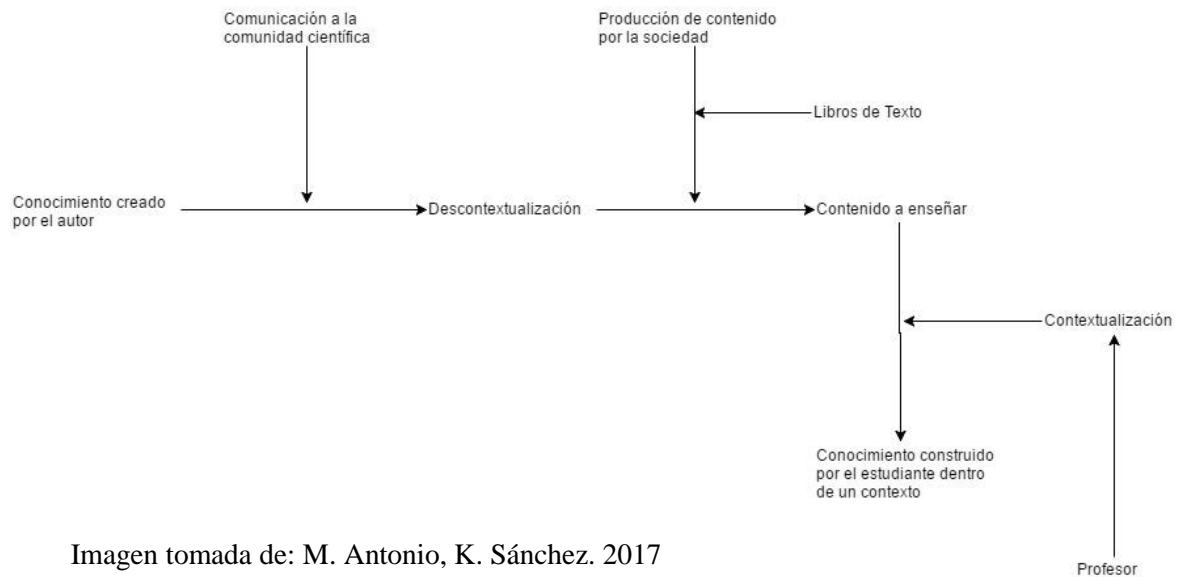 Comunicación a la
comunidad científica
Producción de contenido
por la sociedad
Libros de Texto
Conocimiento creado
por el autor
Descontextualización
Contenido a enseñar
Contextualización
Conocimiento construido
por el estudiante dentro
de un contexto
Imagen tomada de: M. Antonio, K. Sánchez. 2017
Profesor